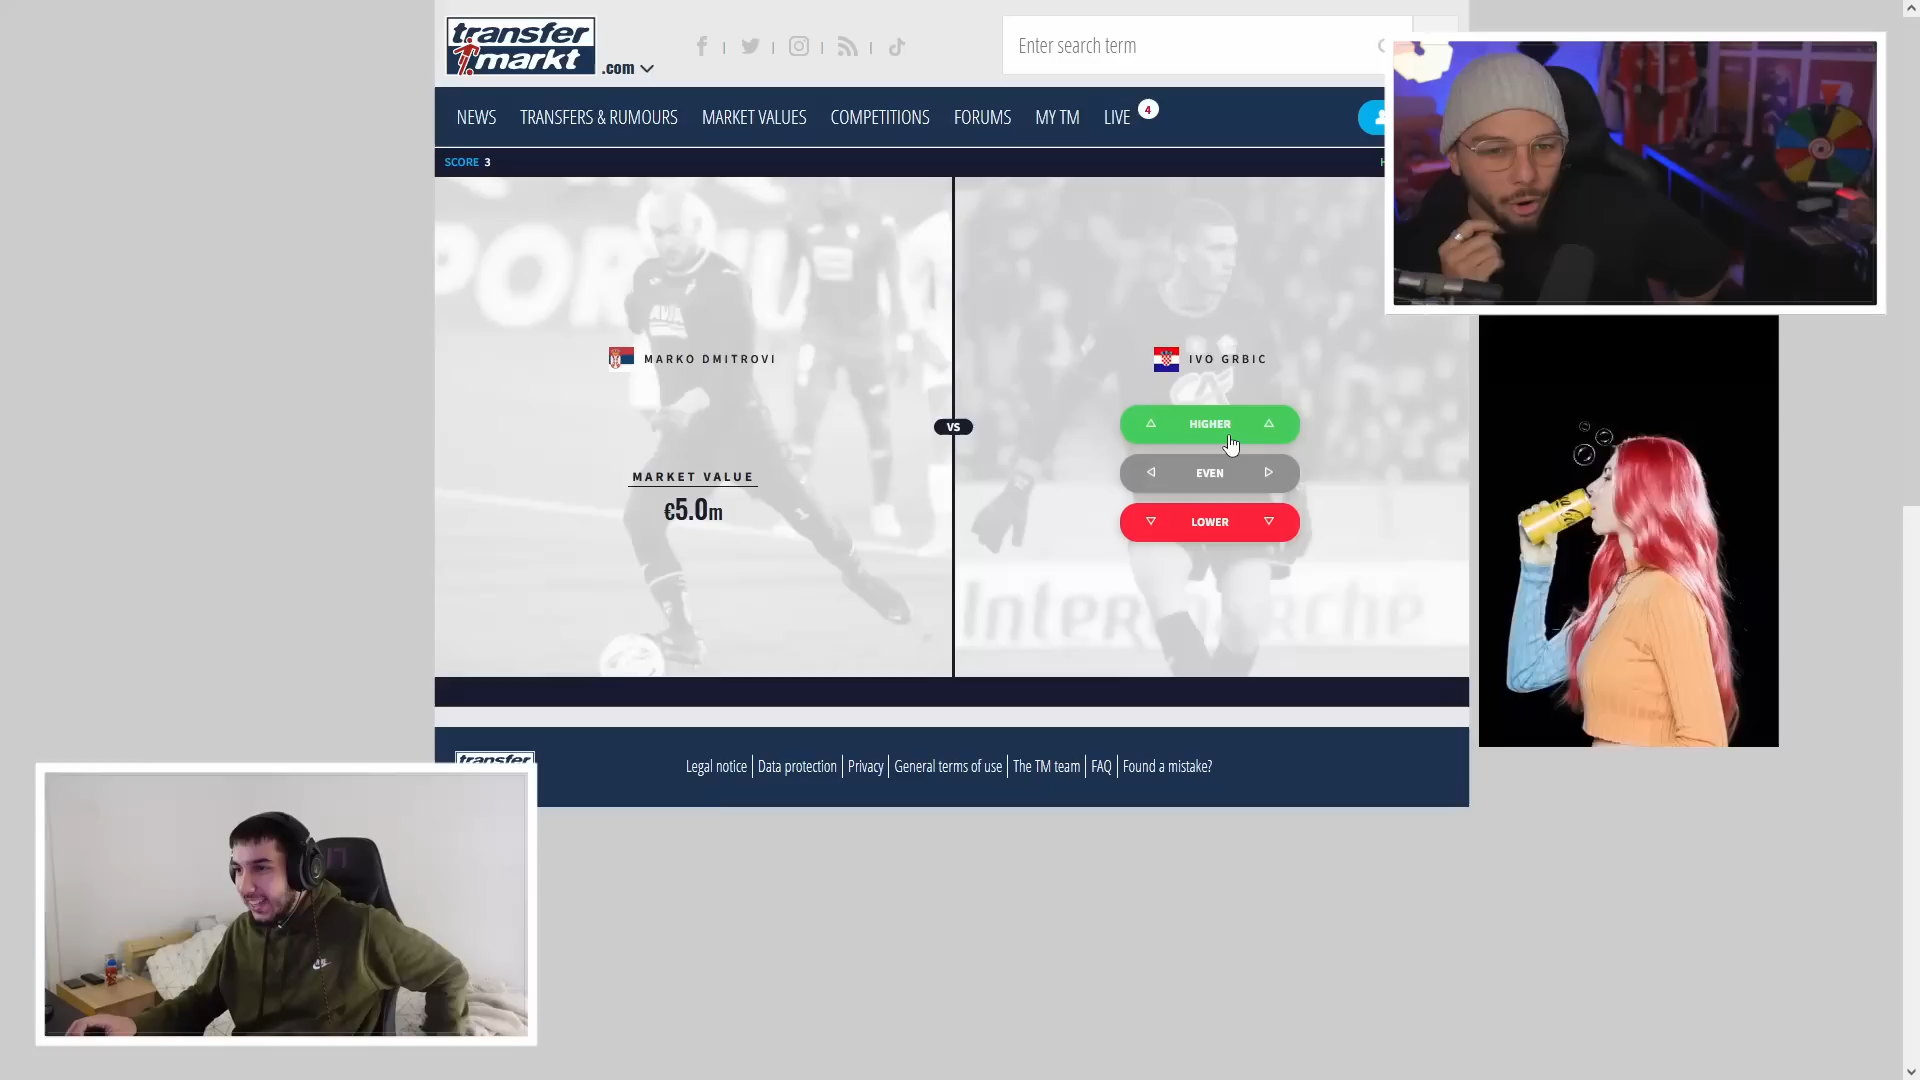 transfer
markt
.com
Enter search term
NEWS TRANSFERS & RUMOURS MARKET VALUES COMPETITIONS FORUMS MY TM LIVE 4
SCORE 3
MARKO DMITROVI
IVO GRBIC
HIGHER
VS
EVEN
MARKET VALUE
€5.0m
LOWER
Legal notice | Data protection | Privacy | General terms of use | The TM team | FAQ | Found a mistake?
transfer